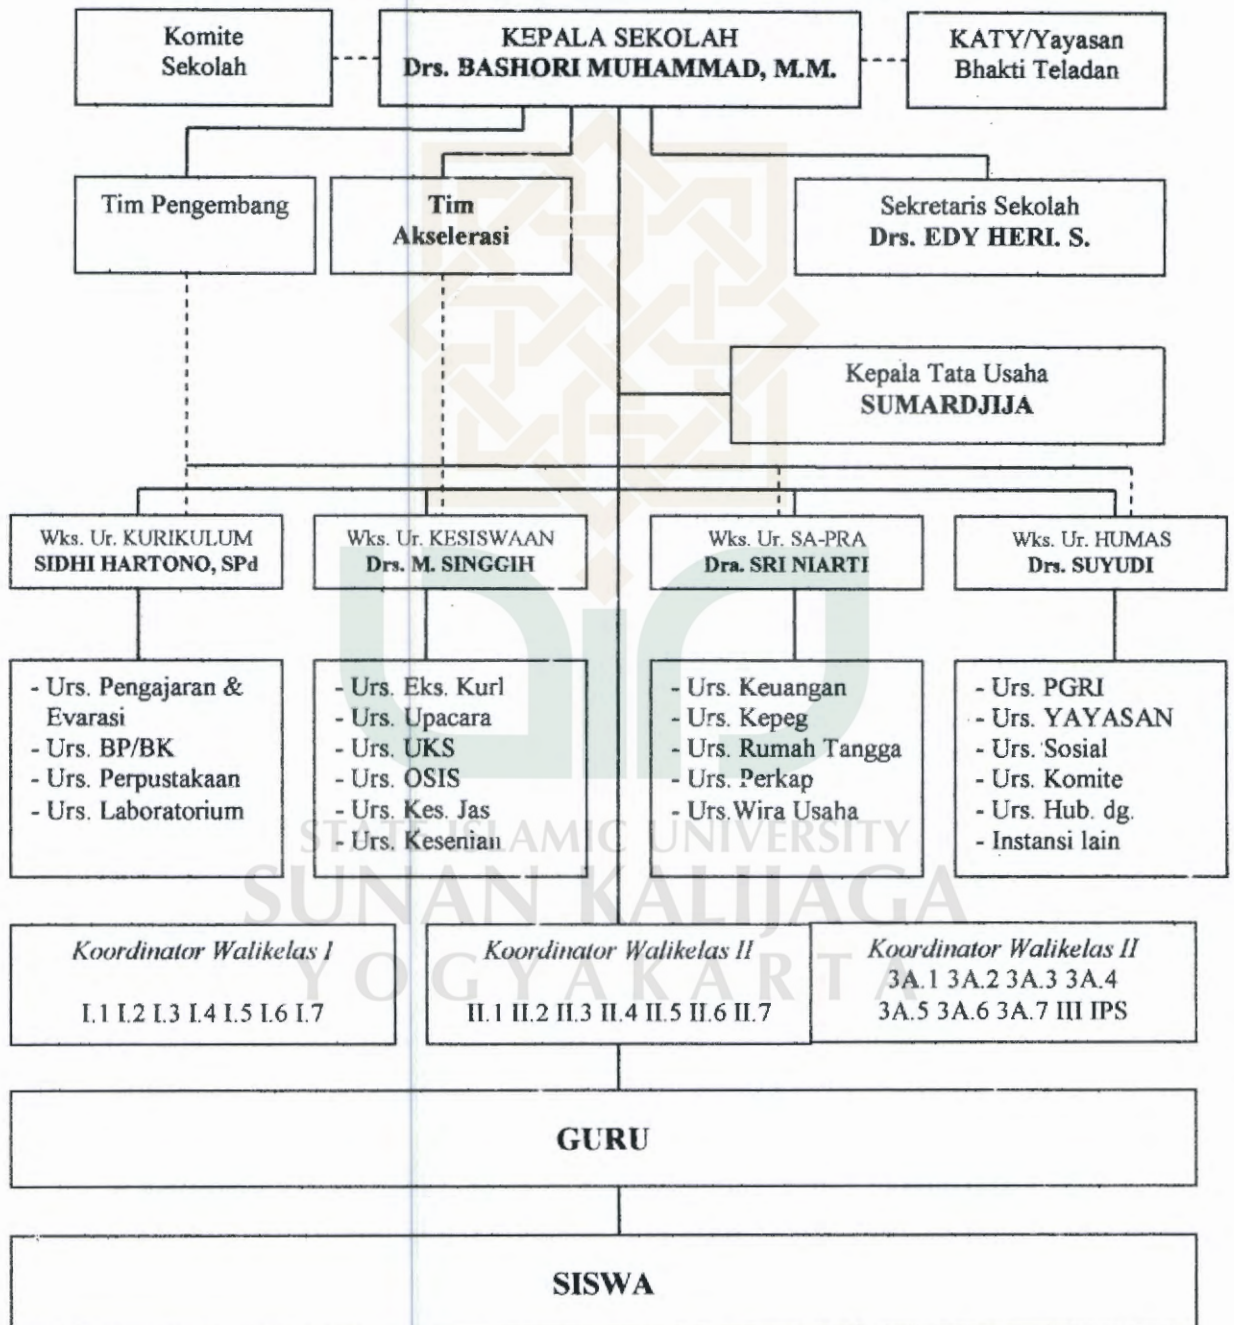 Komite
Sekolah
KEPALA SEKOLAH
Drs. BASHORI MUHAMMAD, M.M.
KATY/Yayasan
Bhakti Teladan
Tim Pengembang
Tim
Akselerasi
Sekretaris Sekolah
Drs. EDY HERI. S.
Kepala Tata Usaha
SUMARDJIJA
Wks. Ur. KURIKULUM
SIDHI HARTONO, SPd
Wks. Ur. KESISWAAN
Drs. M. SINGGIH
Wks. Ur. SA-PRA
Dra. SRI NIARTI
Wks. Ur. HUMAS
Drs. SUYUDI
- Urs. Pengajaran &
Evarasi
- Urs. BP/BK
- Urs. Perpustakaan
- Urs. Laboratorium
- Urs. Eks. Kurl
- Urs. Upacara
- Urs. UKS
- Urs. OSIS
- Urs. Kes. Jas
- Urs. Kesenian
- Urs. Keuangan
- Urs. Kepeg
- Urs. Rumah Tangga
- Urs. Perkap
- Urs.Wira Usaha
- Urs. PGRI
- Urs. YAYASAN
- Urs. Sosial
- Urs. Komite
- Urs. Hub. dg.
- Instansi lain
STATE ISLAMIC UNIVERSITY
SUNAN KALIJAGA
YOGYAKARTA
Koordinator Walikelas I
I.1 I.2 I.3 I.4 I.5 I.6 I.7
Koordinator Walikelas II
II.1 II.2 II.3 II.4 II.5 II.6 II.7
Koordinator Walikelas II
3A.1 3A.2 3A.3 3A.4
3A.5 3A.6 3A.7 III IPS
GURU
SISWA